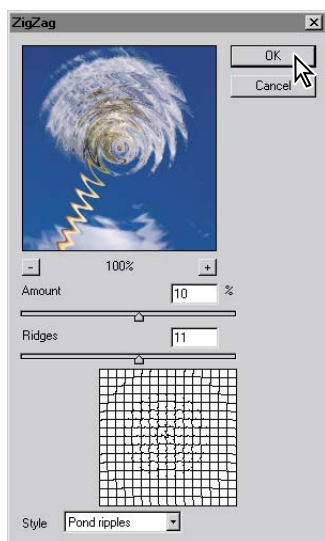 ZigZag
OK
Cancel
- 100% +
Amount 10 %
Ridges 11
Style Pond ripples